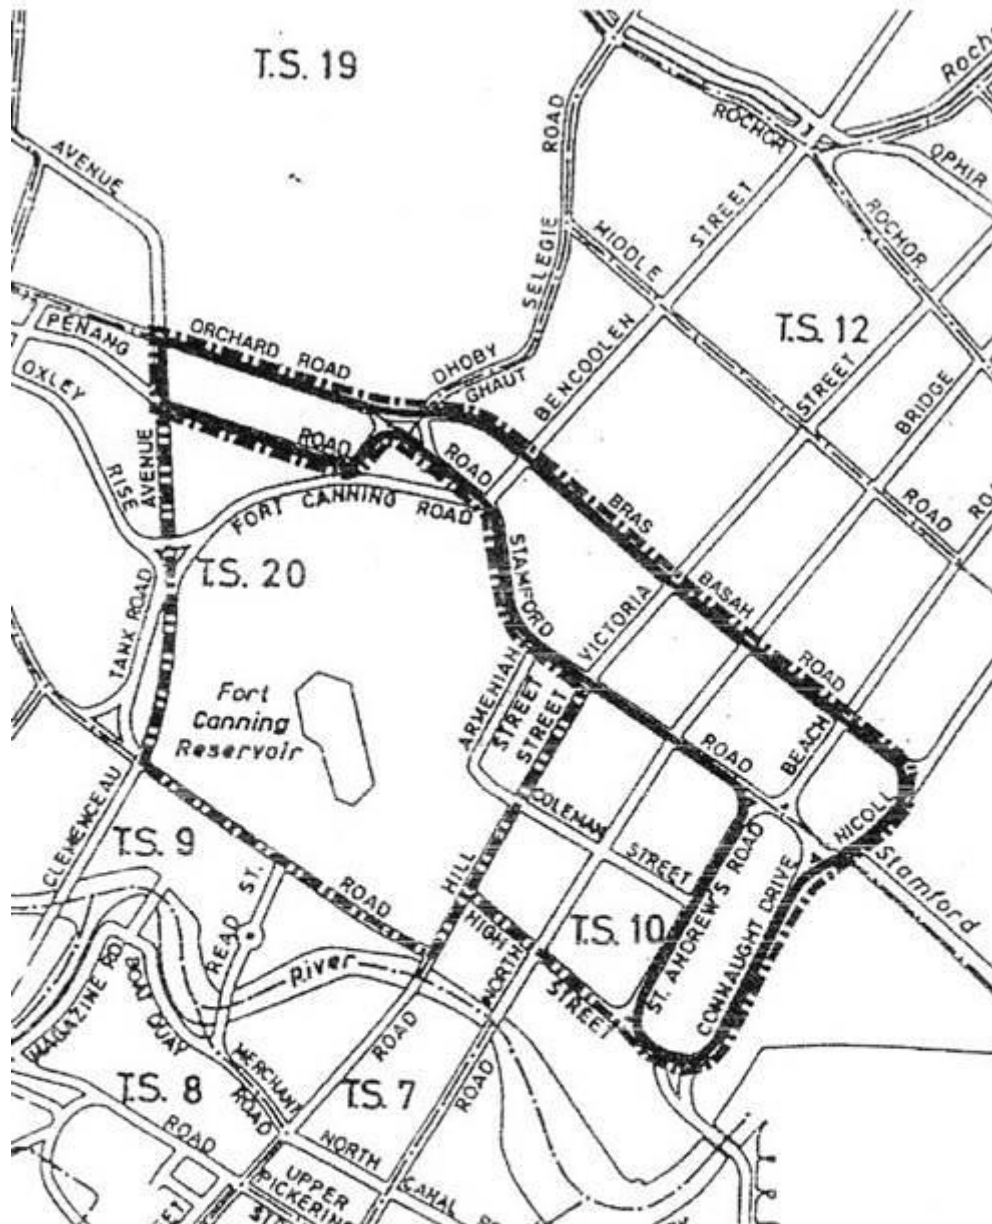 T.S. 19
ROCHOR
ROAD
OPHIR
AVENUE
ROCHOR
STREET
MIDDLE
SELEGIE
T.S. 12
ORCHARD ROAD
PENANG
DHOBY
GHAUT
BENCOOLEN
STREET
BRIDGE
OXLEY
ROAD
ROAD
RISE
AVENUE
ROAD
FORT CANNING ROAD
BRAS
STAMFORD
BASAH
T.S. 20
VICTORIA
TANK ROAD
ROAD
ARMENIAN
STREET
STREET
Fort
Canning
Reservoir
ROAD
BEACH
CLEMENCEAU
COLEMAN
NICOLL
T.S. 9
STREET
Stamford
HILL
ROAD
READ ST.
HIGH
T.S. 10
ST. ANDREW'S ROAD
CONNAUGHT DRIVE
River
NORTH
STREET
MAGAZINE RD
BOAT QUAY
ROAD
MERCHANT
ROAD
T.S. 8
T.S. 7
ROAD
ROAD
NORTH
UPPER
PICKERING
CANAL